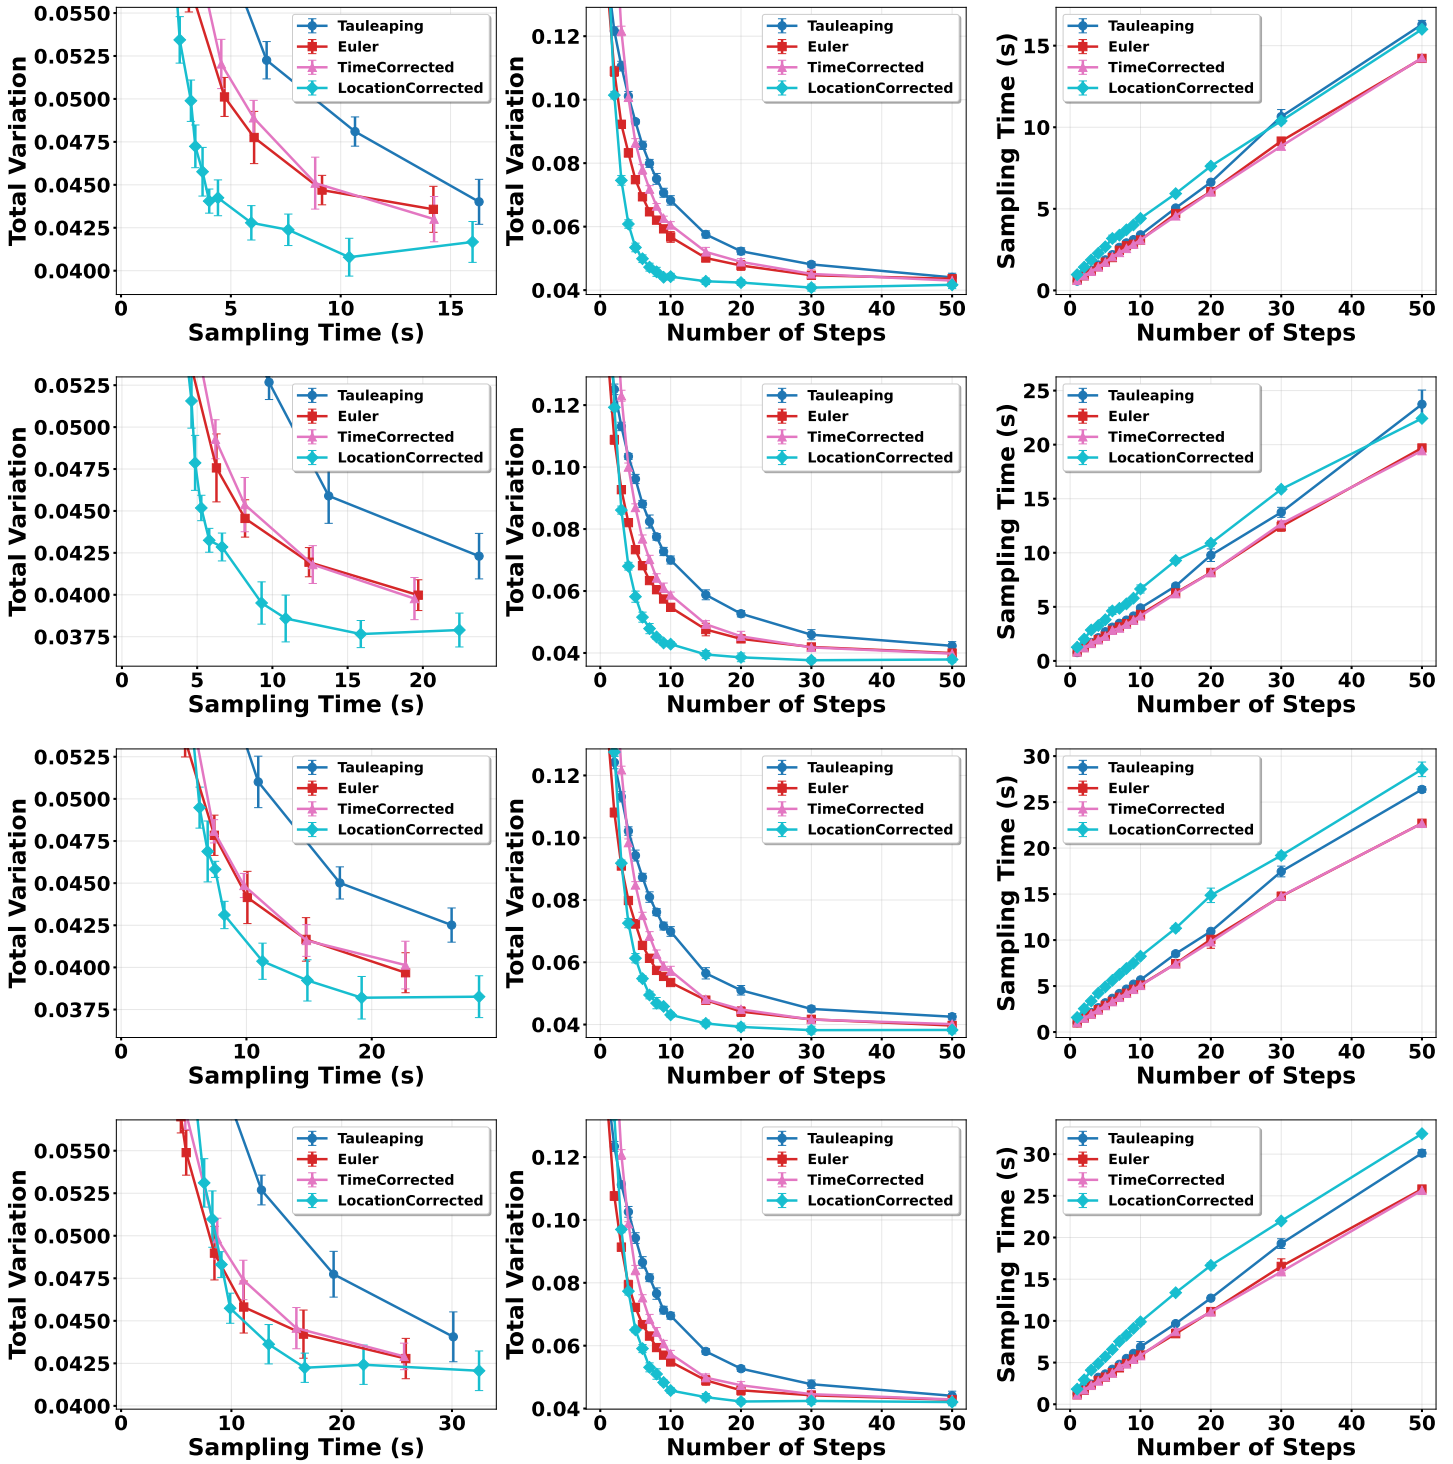 Total Variation
0.0550
0.0525
0.0500
0.0475
0.0450
0.0425
0.0400
0 5 10 15
Sampling Time (s)
Tauleaping
Euler
TimeCorrected
LocationCorrected
Total Variation
0.12
0.10
0.08
0.06
0.04
0 10 20 30 40 50
Number of Steps
Tauleaping
Euler
TimeCorrected
LocationCorrected
Sampling Time (s)
15
10
5
0
0 10 20 30 40 50
Number of Steps
Tauleaping
Euler
TimeCorrected
LocationCorrected
Total Variation
0.0525
0.0500
0.0475
0.0450
0.0425
0.0400
0.0375
0 5 10 15 20
Sampling Time (s)
Tauleaping
Euler
TimeCorrected
LocationCorrected
Total Variation
0.12
0.10
0.08
0.06
0.04
0 10 20 30 40 50
Number of Steps
Tauleaping
Euler
TimeCorrected
LocationCorrected
Sampling Time (s)
25
20
15
10
5
0
0 10 20 30 40 50
Number of Steps
Tauleaping
Euler
TimeCorrected
LocationCorrected
Total Variation
0.0525
0.0500
0.0475
0.0450
0.0425
0.0400
0.0375
0 10 20
Sampling Time (s)
Tauleaping
Euler
TimeCorrected
LocationCorrected
Total Variation
0.12
0.10
0.08
0.06
0.04
0 10 20 30 40 50
Number of Steps
Tauleaping
Euler
TimeCorrected
LocationCorrected
Sampling Time (s)
30
25
20
15
10
5
0
0 10 20 30 40 50
Number of Steps
Tauleaping
Euler
TimeCorrected
LocationCorrected
Total Variation
0.0550
0.0525
0.0500
0.0475
0.0450
0.0425
0.0400
0 10 20 30
Sampling Time (s)
Tauleaping
Euler
TimeCorrected
LocationCorrected
Total Variation
0.12
0.10
0.08
0.06
0.04
0 10 20 30 40 50
Number of Steps
Tauleaping
Euler
TimeCorrected
LocationCorrected
Sampling Time (s)
30
25
20
15
10
5
0
0 10 20 30 40 50
Number of Steps
Tauleaping
Euler
TimeCorrected
LocationCorrected